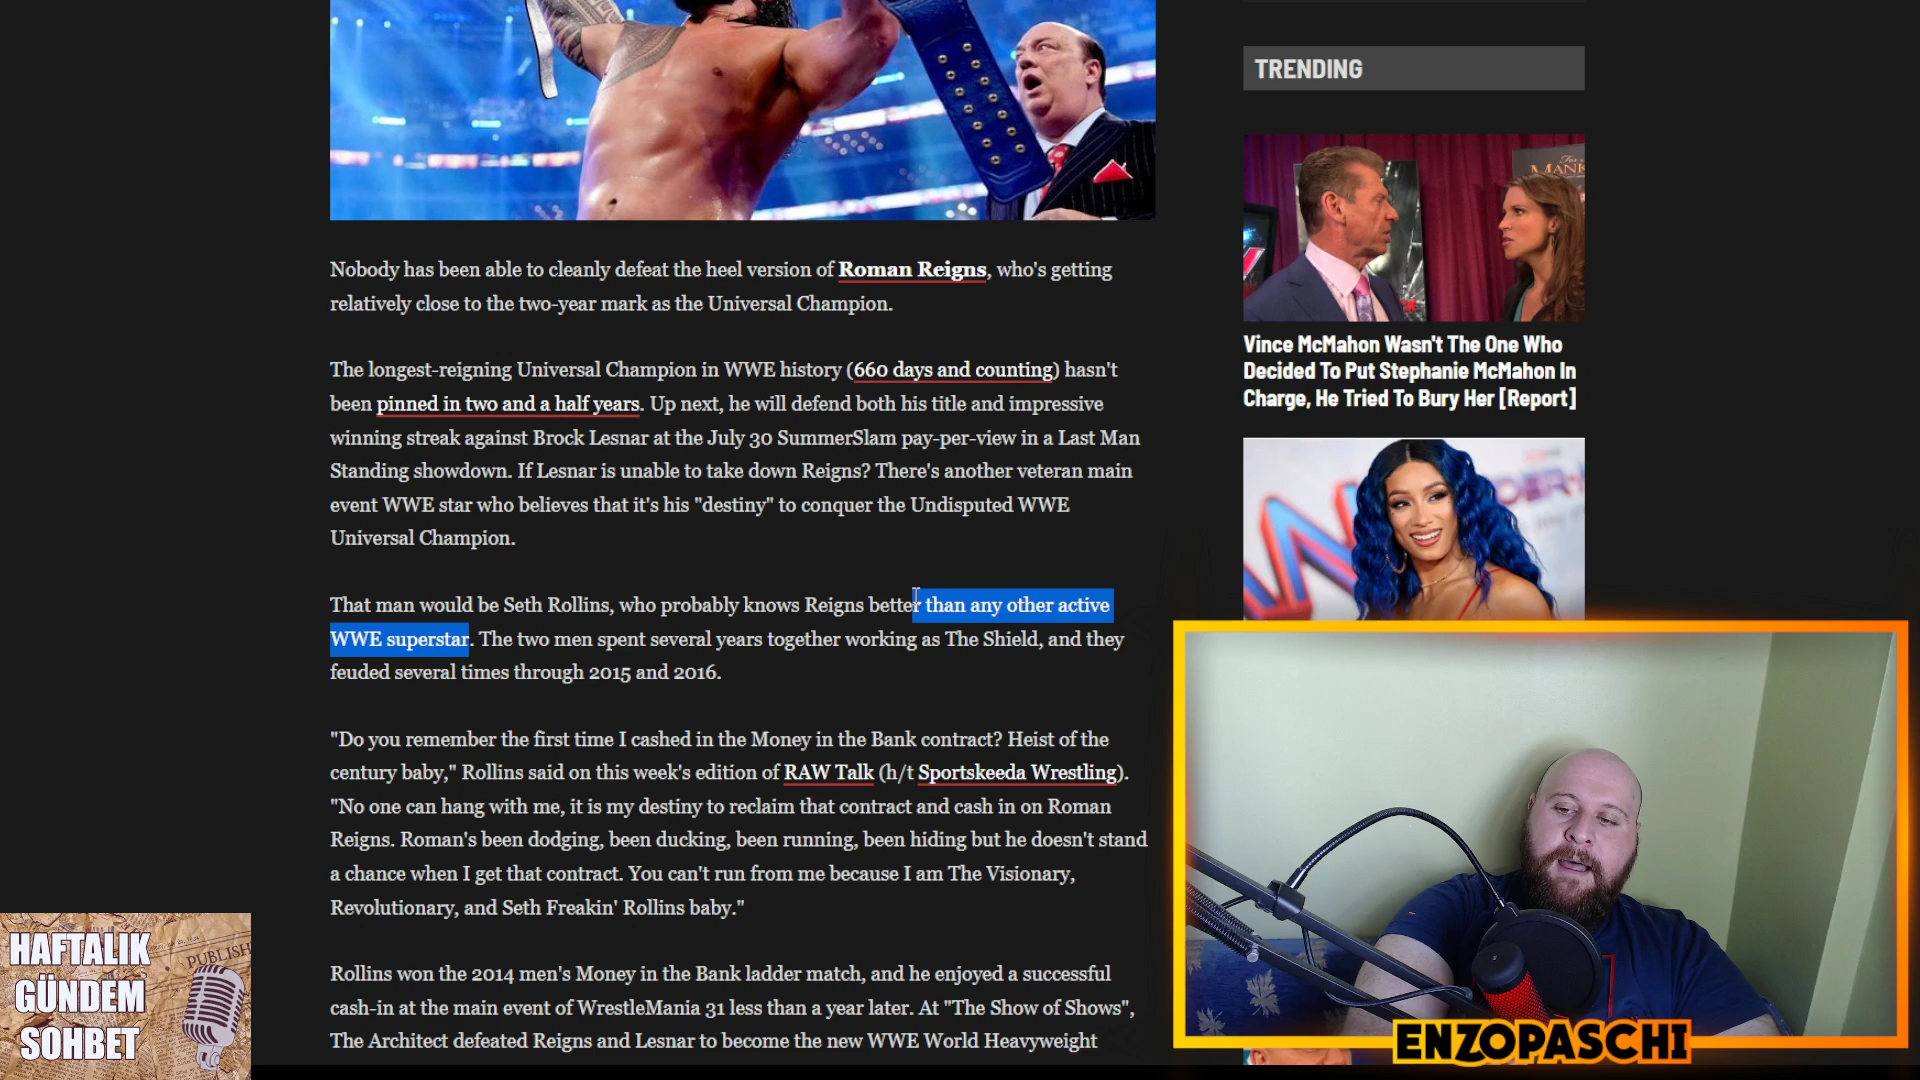 TRENDING
MANK
Nobody has been able to cleanly defeat the heel version of Roman Reigns, who's getting
relatively close to the two-year mark as the Universal Champion.
The longest-reigning Universal Champion in WWE history (660 days and counting) hasn't
been pinned in two and a half years. Up next, he will defend both his title and impressive
winning streak against Brock Lesnar at the July 30 SummerSlam pay-per-view in a Last Man
Standing showdown. If Lesnar is unable to take down Reigns? There's another veteran main
event WWE star who believes that it's his "destiny" to conquer the Undisputed WWE
Universal Champion.
That man would be Seth Rollins, who probably knows Reigns better than any other active
WWE superstar. The two men spent several years together working as The Shield, and they
feuded several times through 2015 and 2016.
"Do you remember the first time I cashed in the Money in the Bank contract? Heist of the
century baby," Rollins said on this week's edition of RAW Talk (h/t Sportskeeda Wrestling).
"No one can hang with me, it is my destiny to reclaim that contract and cash in on Roman
Reigns. Roman's been dodging, been ducking, been running, been hiding but he doesn't stand
a chance when I get that contract. You can't run from me because I am The Visionary,
Revolutionary, and Seth Freakin' Rollins baby."
Rollins won the 2014 men's Money in the Bank ladder match, and he enjoyed a successful
cash-in at the main event of WrestleMania 31 less than a year later. At "The Show of Shows",
The Architect defeated Reigns and Lesnar to become the new WWE World Heavyweight
Vince McMahon Wasn't The One Who
Decided To Put Stephanie McMahon In
Charge, He Tried To Bury Her [Report]
HAFTALIK
GÜNDEM
SOHBET
PUBLISH
ENZOPASCHI